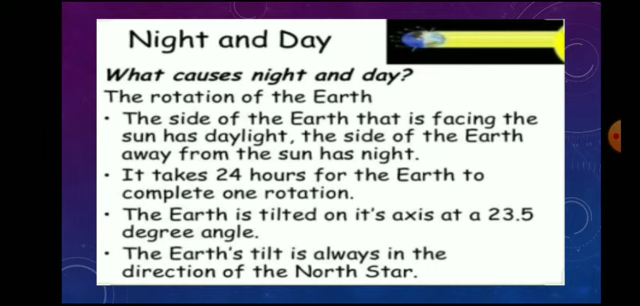 Night and Day
What causes night and day?
The rotation of the Earth
• The side of the Earth that is facing the
sun has daylight, the side of the Earth
away from the sun has night.
• It takes 24 hours for the Earth to
complete one rotation.
• The Earth is tilted on it's axis at a 23.5
degree angle.
• The Earth's tilt is always in the
direction of the North Star.